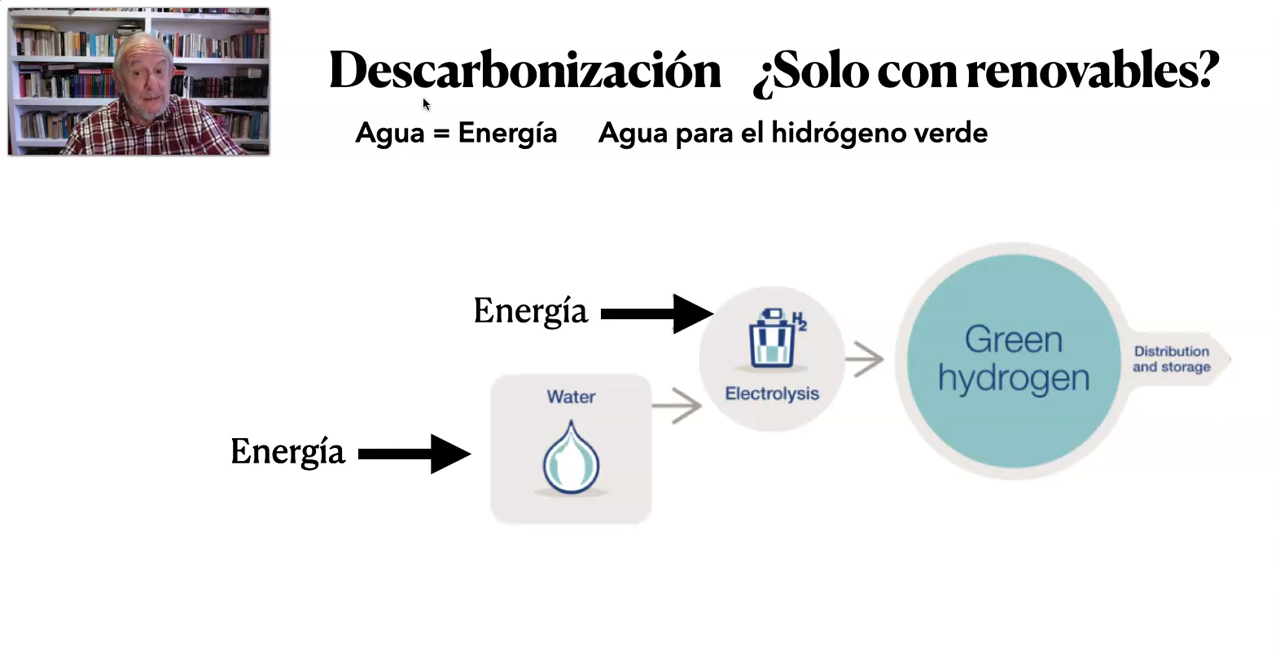 Descarbonización ¿Solo con renovables?
Agua = Energía Agua para el hidrógeno verde
Energía
H2
Electrolysis
Green
hydrogen
Distribution
and storage
Water
Energía